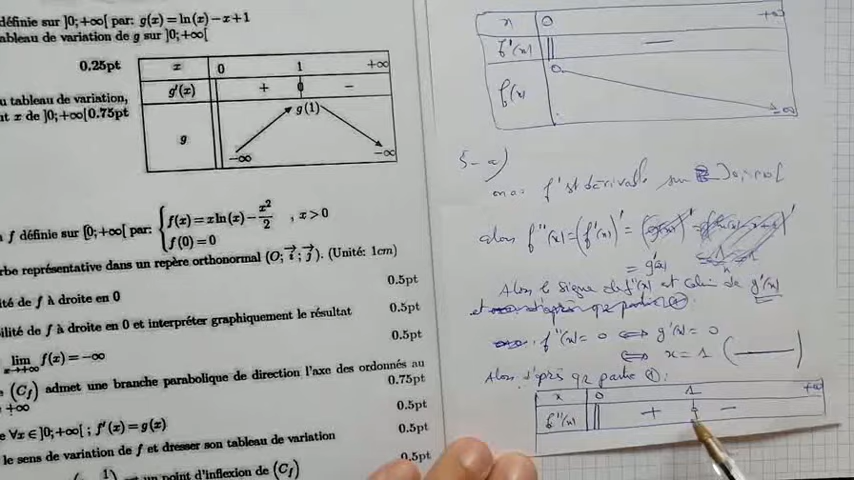 définie sur ]0;+∞[ par: g(x) = ln(x) − x + 1
ableau de variation de g sur ]0;+∞[
0.25pt
x 0 1 +∞
g′(x) + 0 −
g −∞ g(1) −∞
u tableau de variation,
t x de ]0;+∞[ 0.75pt
f définie sur [0;+∞[ par: { f(x) = x ln(x) − x²/2 , x > 0
f(0) = 0
rbe représentative dans un repère orthonormal (O; i⃗; j⃗). (Unité: 1cm)
ité de f à droite en 0 0.5pt
bilité de f à droite en 0 et interpréter graphiquement le résultat 0.5pt
lim x→+∞ f(x) = −∞ 0.5pt
e (Cf) admet une branche parabolique de direction l'axe des ordonnés au
+∞ 0.75pt
e ∀x ∈ ]0;+∞[ ; f′(x) = g(x) 0.5pt
le sens de variation de f et dresser son tableau de variation 0.5pt
un point d'inflexion de (Cf) 0.5pt
x 0 +∞
f′(x) −
f(x 0 −∞
5 - a)
on a: f' st dérivable sur ]0;+∞[
alors f''(x) = (f'(x))' =
= g'(x)
Alors le signe de f''(x) et celui de g'(x)
f''(x) = 0 ⟺ g'(x) = 0
⟺ x = 1 ( )
Alors d'après q2 partie ①:
x 0 1 +∞
f''(x) + 0 −